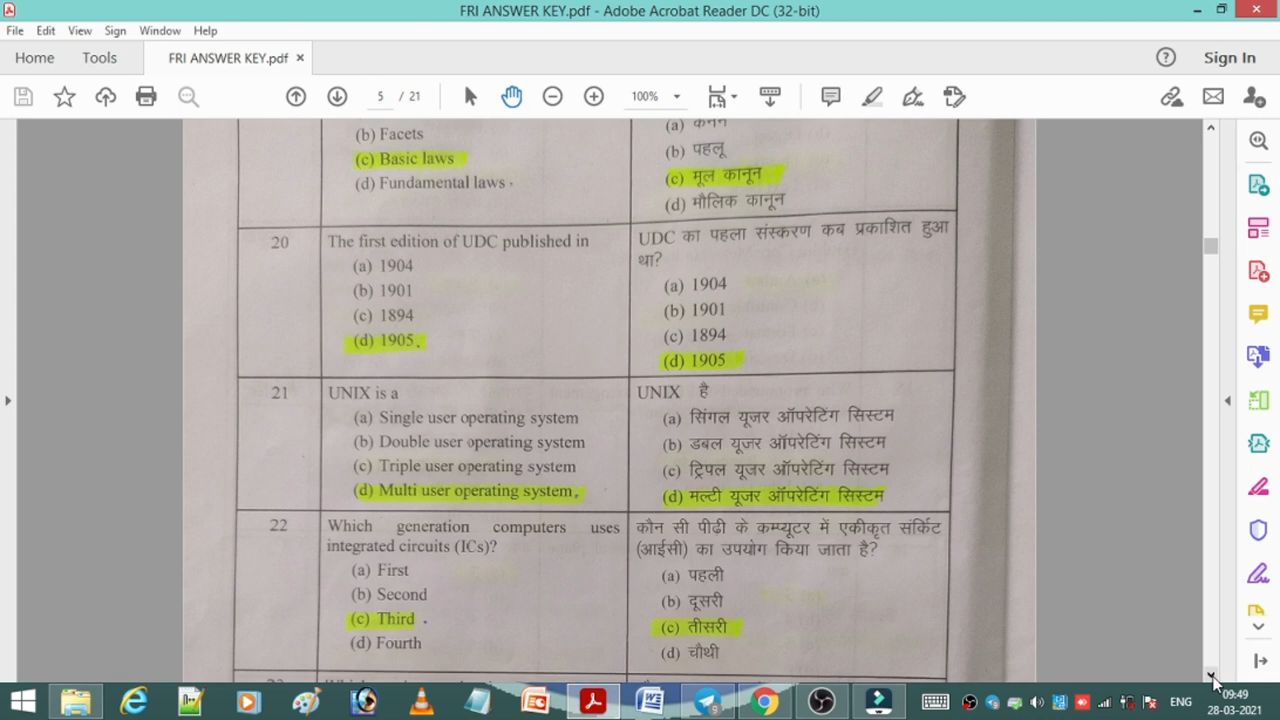 FRI ANSWER KEY.pdf - Adobe Acrobat Reader DC (32-bit)
File Edit View Sign Window Help
Home Tools FRI ANSWER KEY.pdf × Sign In
5 / 21 100%
(b) Facets
(c) Basic laws
(d) Fundamental laws
(b) पहलू
(c) मूल कानून
(d) मौलिक कानून
20 The first edition of UDC published in
(a) 1904
(b) 1901
(c) 1894
(d) 1905.
UDC का पहला संस्करण कब प्रकाशित हुआ
था?
(a) 1904
(b) 1901
(c) 1894
(d) 1905
21 UNIX is a
(a) Single user operating system
(b) Double user operating system
(c) Triple user operating system
(d) Multi user operating system.
UNIX है
(a) सिंगल यूजर ऑपरेटिंग सिस्टम
(b) डबल यूजर ऑपरेटिंग सिस्टम
(c) ट्रिपल यूजर ऑपरेटिंग सिस्टम
(d) मल्टी यूजर ऑपरेटिंग सिस्टम
22 Which generation computers uses
integrated circuits (ICs)?
(a) First
(b) Second
(c) Third
(d) Fourth
कौन सी पीढ़ी के कम्प्यूटर में एकीकृत सर्किट
(आईसी) का उपयोग किया जाता है?
(a) पहली
(b) दूसरी
(c) तीसरी
(d) चौथी
ENG 09:49
28-03-2021